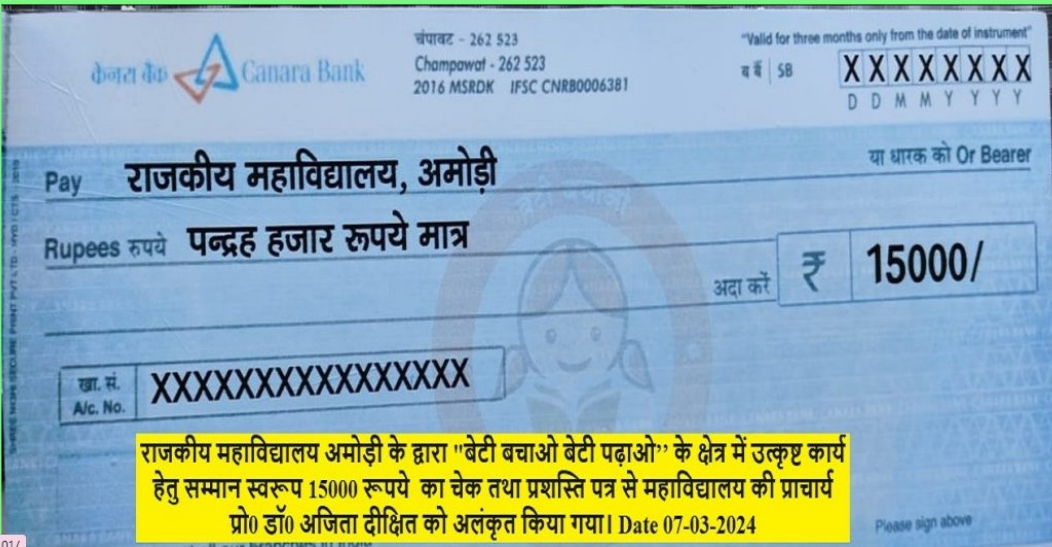 केनरा बैंक Canara Bank
चंपावट - 262 523
Champawat - 262 523
2016 MSRDK IFSC CNRB0006381
"Valid for three months only from the date of instrument"
ब बैं SB XXXXXXXX
D D M M Y Y Y Y
Pay राजकीय महाविद्यालय, अमोड़ी या धारक को Or Bearer
Rupees रुपये पन्द्रह हजार रूपये मात्र
अदा करें ₹ 15000/
खा. सं.
A/c. No. XXXXXXXXXXXXXXXX
राजकीय महाविद्यालय अमोड़ी के द्वारा "बेटी बचाओ बेटी पढ़ाओ" के क्षेत्र में उत्कृष्ट कार्य
हेतु सम्मान स्वरूप 15000 रूपये का चेक तथा प्रशस्ति पत्र से महाविद्यालय की प्राचार्य
प्रो0 डॉ0 अजिता दीक्षित को अलंकृत किया गया। Date 07-03-2024
Please sign above